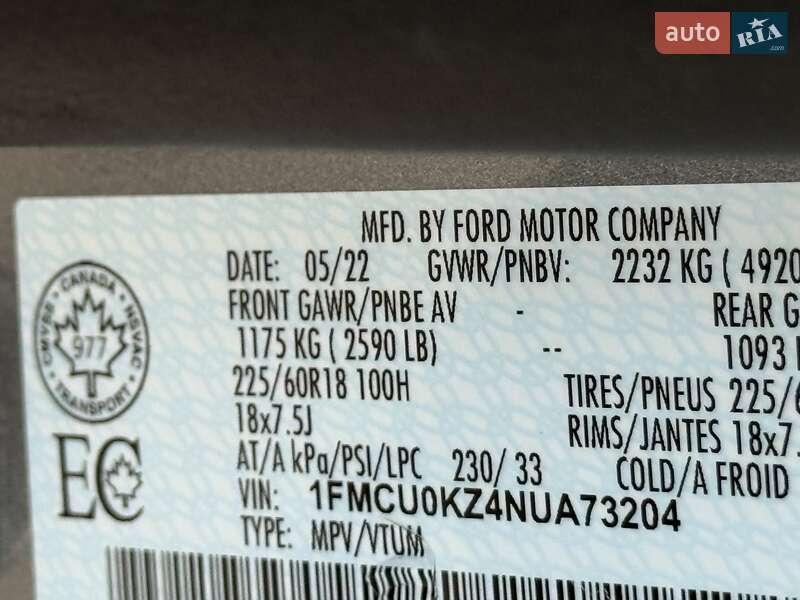 auto RIA.com
MFD. BY FORD MOTOR COMPANY
DATE: 05/22 GVWR/PNBV: 2232 KG ( 4920
FRONT GAWR/PNBE AV - REAR G
1175 KG ( 2590 LB) -- 1093
225/60R18 100H TIRES/PNEUS 225/6
18x7.5J RIMS/JANTES 18x7.
AT/A kPa/PSI/LPC 230/ 33 COLD/A FROID
VIN: 1FMCU0KZ4NUA73204
TYPE: MPV/VTUM
CANADA
CMVSS • NSVAC
977
TRANSPORT
EC